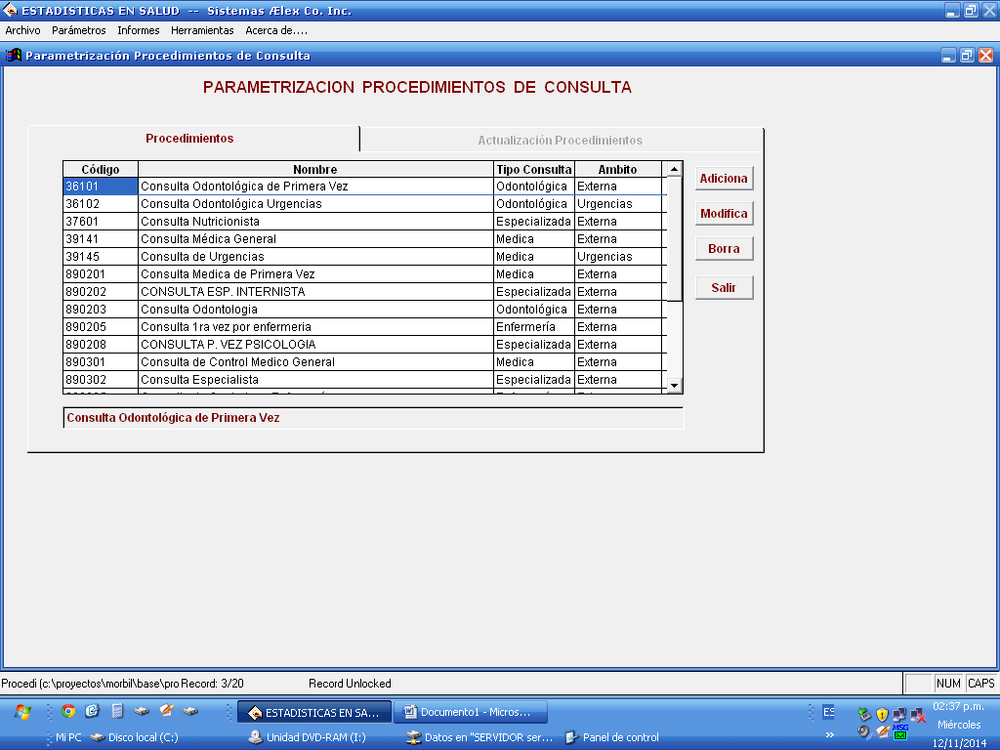 ESTADISTICAS EN SALUD -- Sistemas Ælex Co. Inc.
Archivo Parámetros Informes Herramientas Acerca de....
Parametrización Procedimientos de Consulta
PARAMETRIZACION PROCEDIMIENTOS DE CONSULTA
Procedimientos Actualización Procedimientos
Código Nombre Tipo Consulta Ambito
36101 Consulta Odontológica de Primera Vez Odontológica Externa
36102 Consulta Odontológica Urgencias Odontológica Urgencias
37601 Consulta Nutricionista Especializada Externa
39141 Consulta Médica General Medica Externa
39145 Consulta de Urgencias Medica Urgencias
890201 Consulta Medica de Primera Vez Medica Externa
890202 CONSULTA ESP. INTERNISTA Especializada Externa
890203 Consulta Odontologia Odontológica Externa
890205 Consulta 1ra vez por enfermeria Enfermería Externa
890208 CONSULTA P. VEZ PSICOLOGIA Especializada Externa
890301 Consulta de Control Medico General Medica Externa
890302 Consulta Especialista Especializada Externa
Adiciona
Modifica
Borra
Salir
Consulta Odontológica de Primera Vez
Procedi (c:\proyectos\morbil\base\pro Record: 3/20 Record Unlocked NUM CAPS
ESTADISTICAS EN SA... Documento1 - Micros... ES 02:37 p.m.
Mi PC Disco local (C:) Unidad DVD-RAM (I:) Datos en "SERVIDOR ser... Panel de control » MSG Miércoles
12/11/2014